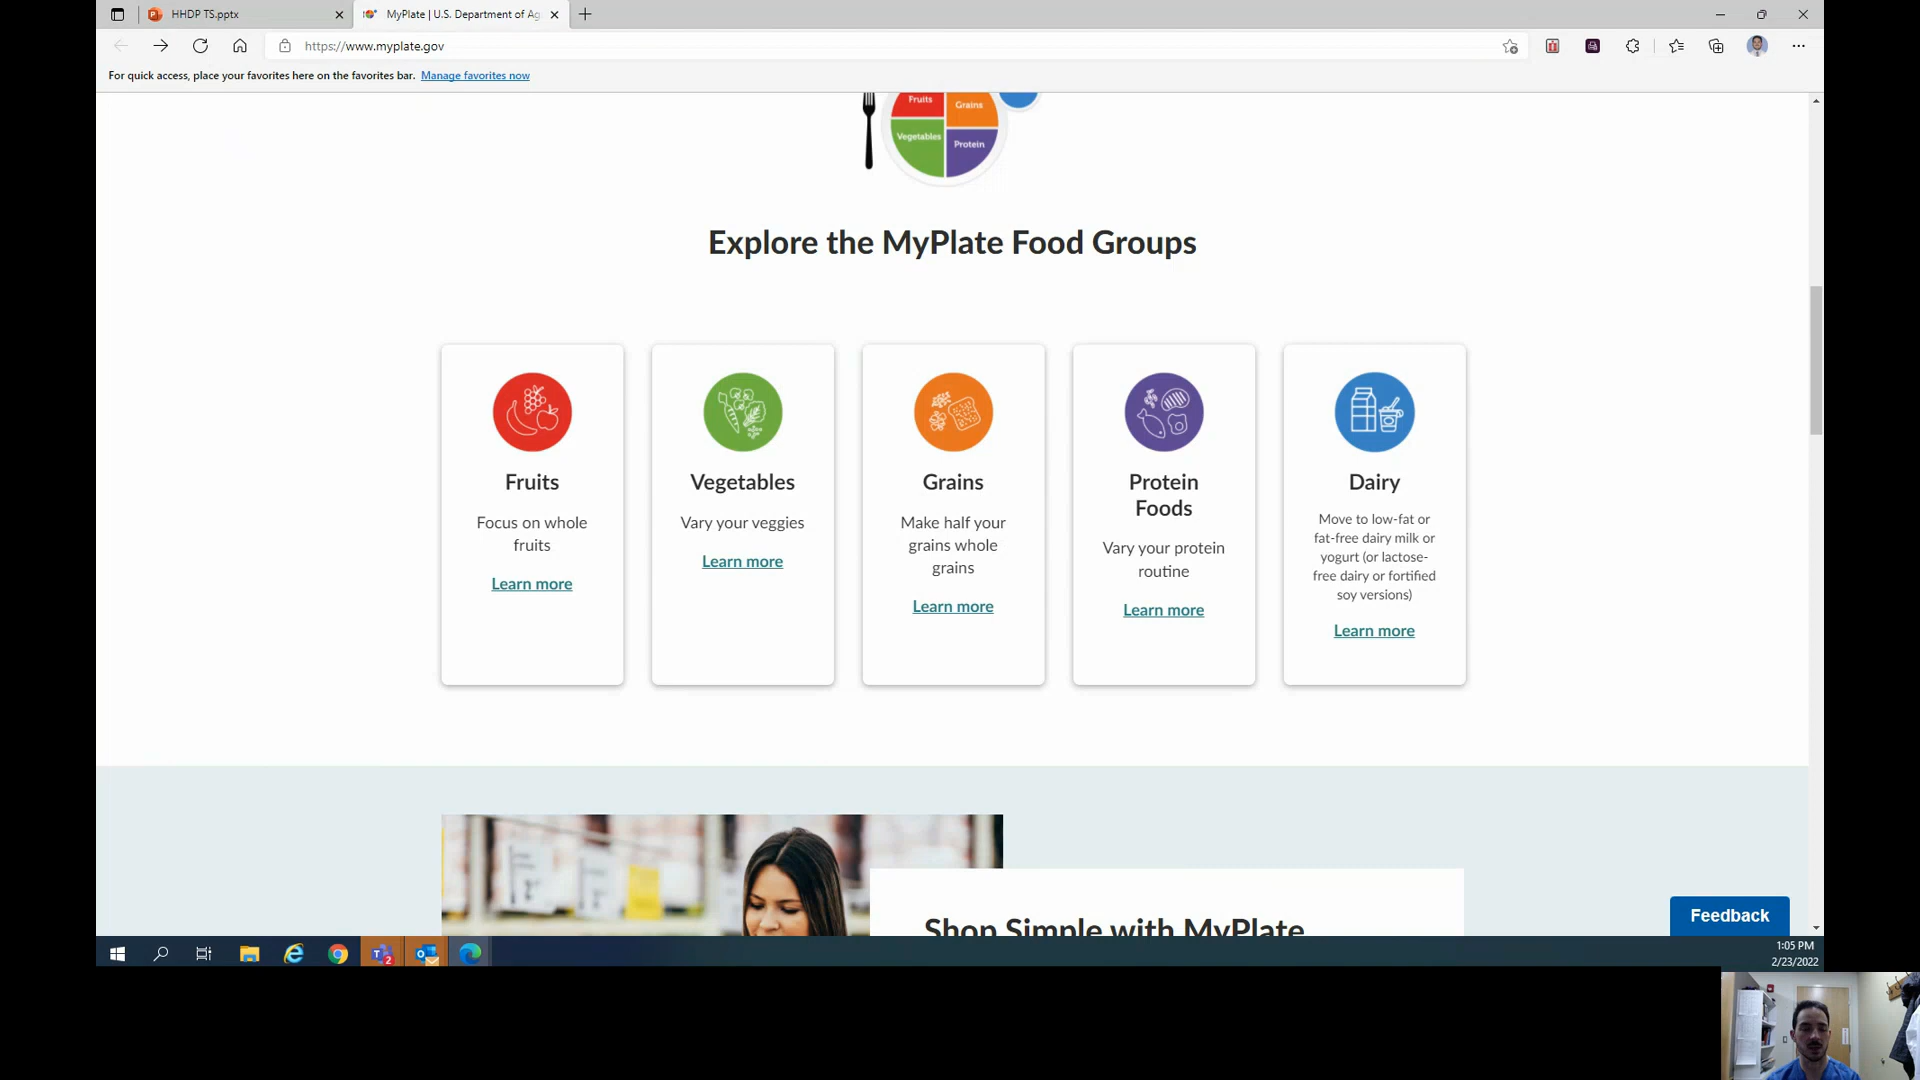 HHDP TS.pptx
MyPlate | U.S. Department of Ag
https://www.myplate.gov
For quick access, place your favorites here on the favorites bar. Manage favorites now
Fruits
Grains
Vegetables
Protein
Explore the MyPlate Food Groups
Fruits
Focus on whole
fruits
Learn more
Vegetables
Vary your veggies
Learn more
Grains
Make half your
grains whole
grains
Learn more
Protein
Foods
Vary your protein
routine
Learn more
Dairy
Move to low-fat or
fat-free dairy milk or
yogurt (or lactose-
free dairy or fortified
soy versions)
Learn more
Shop Simple with MyPlate
Feedback
2
1:05 PM
2/23/2022